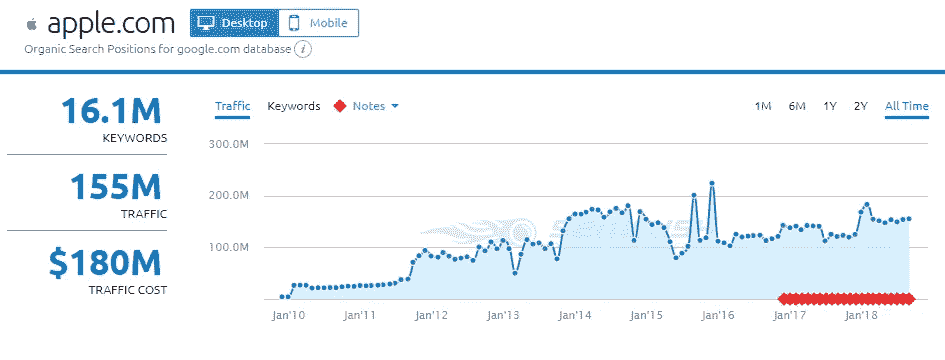 apple.com Desktop Mobile
Organic Search Positions for google.com database i
16.1M
KEYWORDS
155M
TRAFFIC
$180M
TRAFFIC COST
Traffic Keywords Notes 1M 6M 1Y 2Y All Time
300.0M
200.0M
100.0M
Jan'10 Jan'11 Jan'12 Jan'13 Jan'14 Jan'15 Jan'16 Jan'17 Jan'18